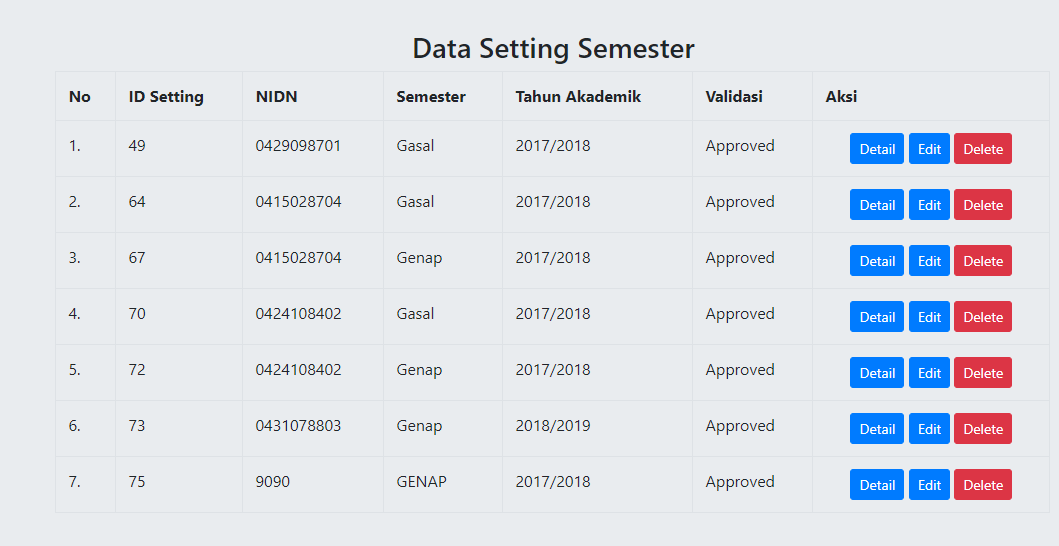 Data Setting Semester
No ID Setting NIDN Semester Tahun Akademik Validasi Aksi
1. 49 0429098701 Gasal 2017/2018 Approved Detail Edit Delete
2. 64 0415028704 Gasal 2017/2018 Approved Detail Edit Delete
3. 67 0415028704 Genap 2017/2018 Approved Detail Edit Delete
4. 70 0424108402 Gasal 2017/2018 Approved Detail Edit Delete
5. 72 0424108402 Genap 2017/2018 Approved Detail Edit Delete
6. 73 0431078803 Genap 2018/2019 Approved Detail Edit Delete
7. 75 9090 GENAP 2017/2018 Approved Detail Edit Delete